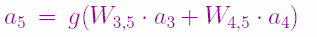 a₅ = g(W₃,₅ · a₃ + W₄,₅ · a₄)